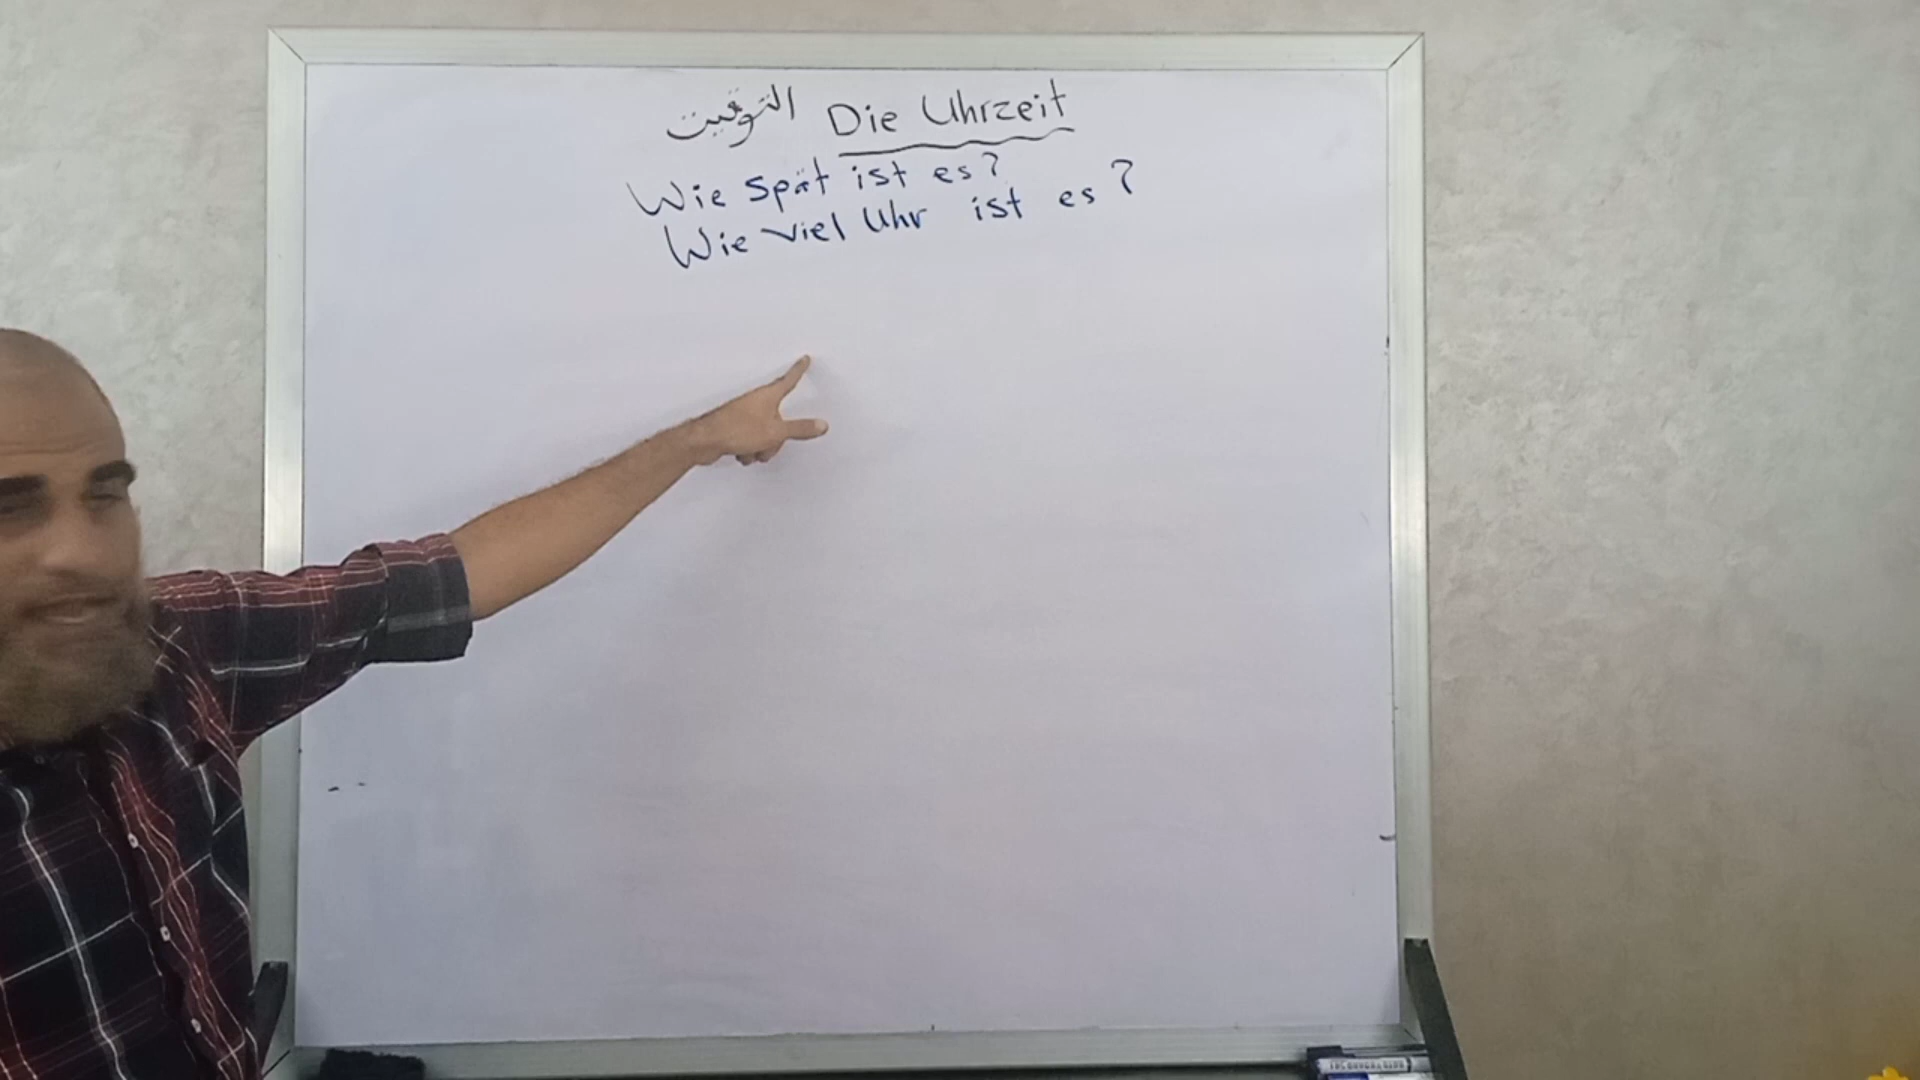 التوقيت Die Uhrzeit
Wie spät ist es?
Wie viel Uhr ist es?